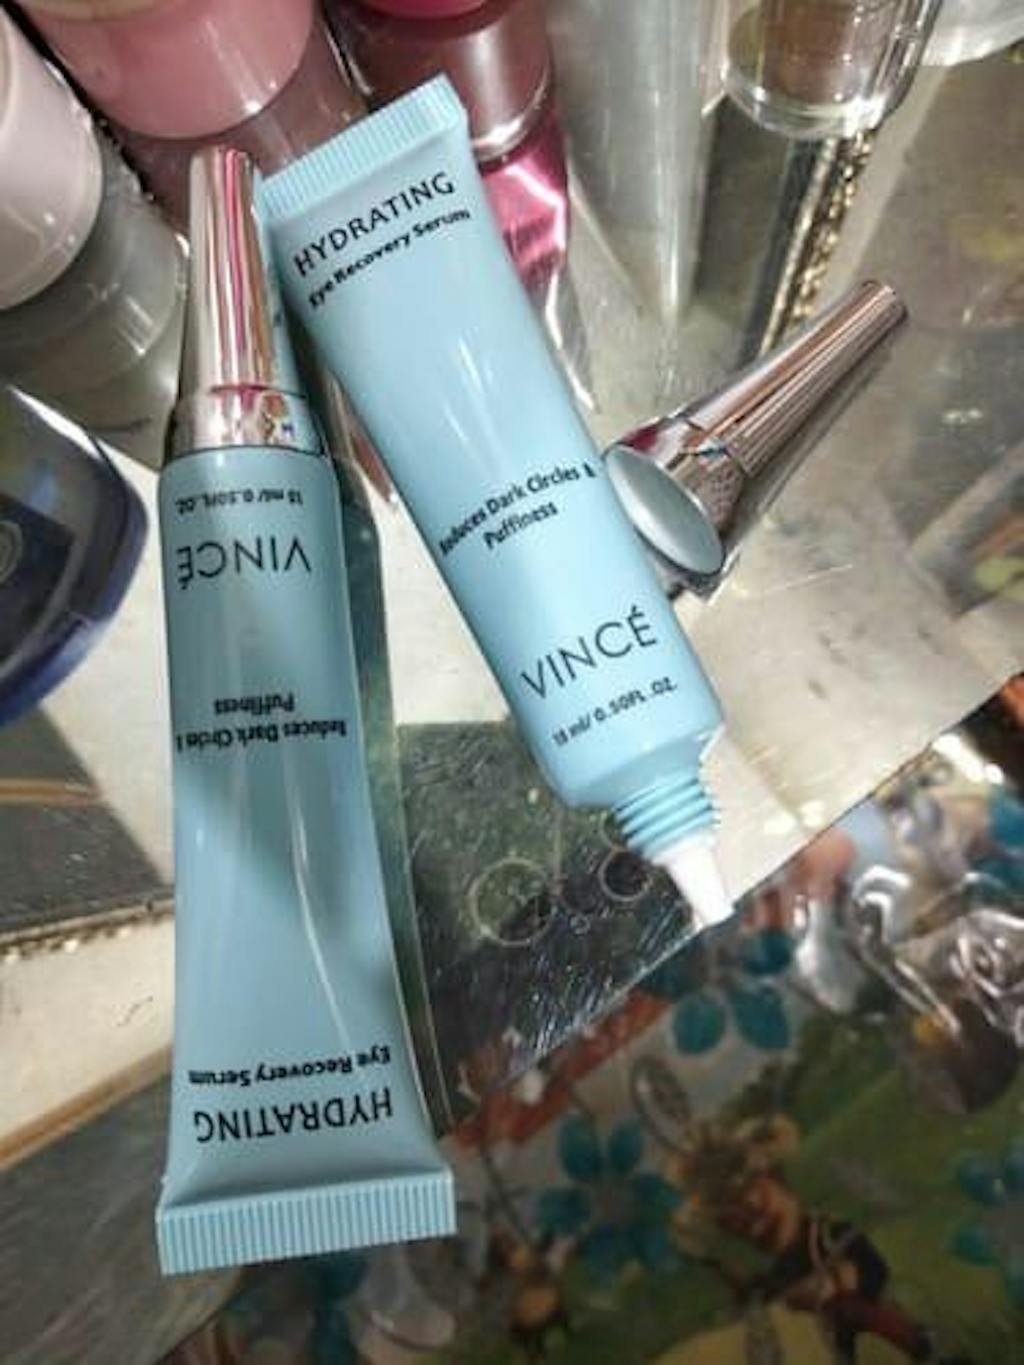 HYDRATING
Eye Recovery Serum
Reduces Dark Circles &
Puffiness
VINCÉ
15 ml/ 0.50FL.OZ.
HYDRATING
Eye Recovery Serum
Reduces Dark Circles &
Puffiness
VINCÉ
15 ml/ 0.50FL.OZ.